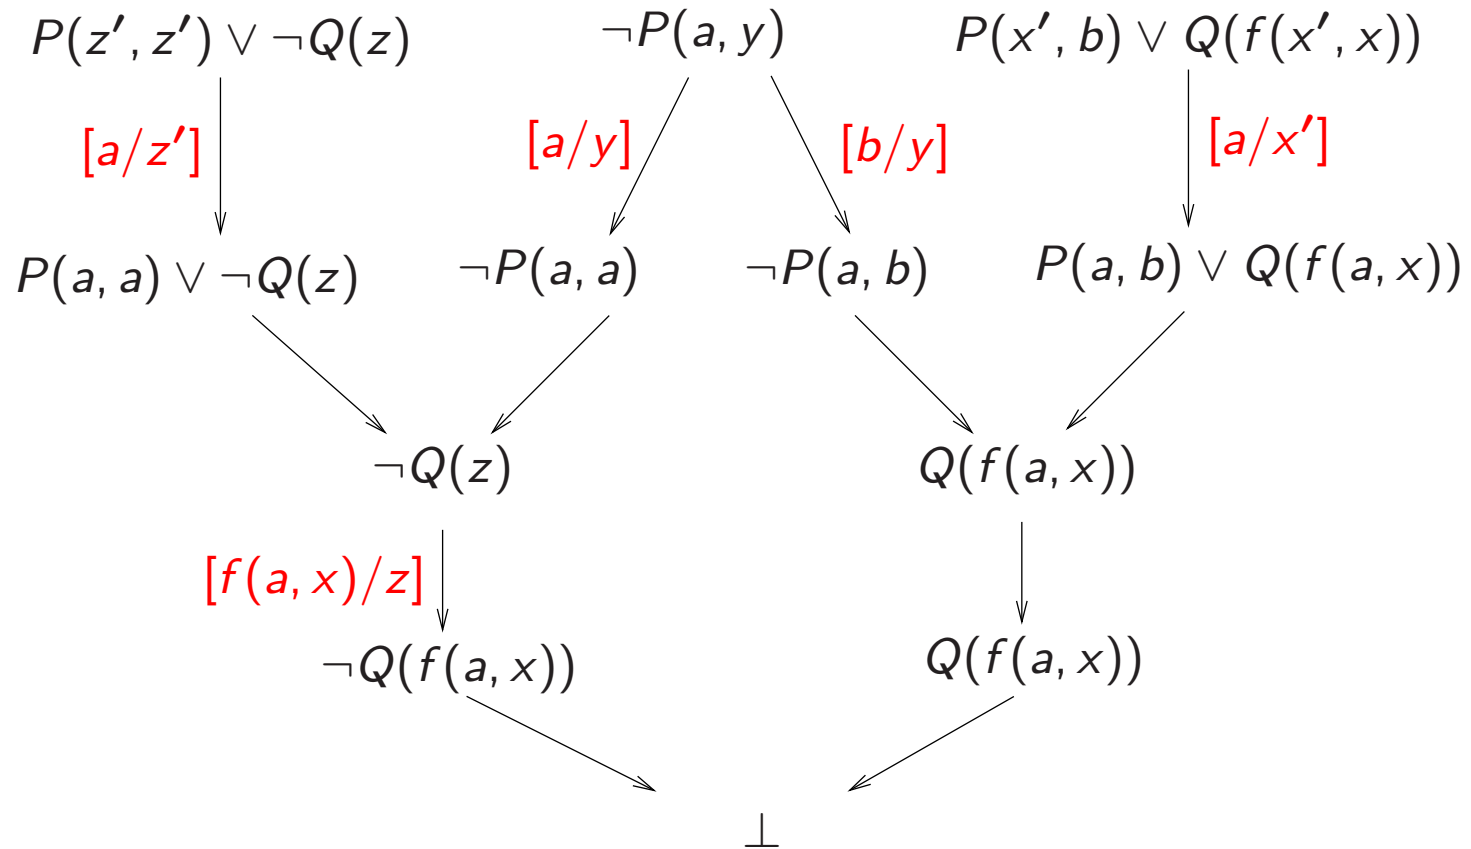 P(z′, z′) ∨ ¬Q(z) ¬P(a, y) P(x′, b) ∨ Q(f(x′, x))
[a/z′] [a/y] [b/y] [a/x′]
P(a, a) ∨ ¬Q(z) ¬P(a, a) ¬P(a, b) P(a, b) ∨ Q(f(a, x))
¬Q(z) Q(f(a, x))
[f(a, x)/z]
¬Q(f(a, x)) Q(f(a, x))
⊥